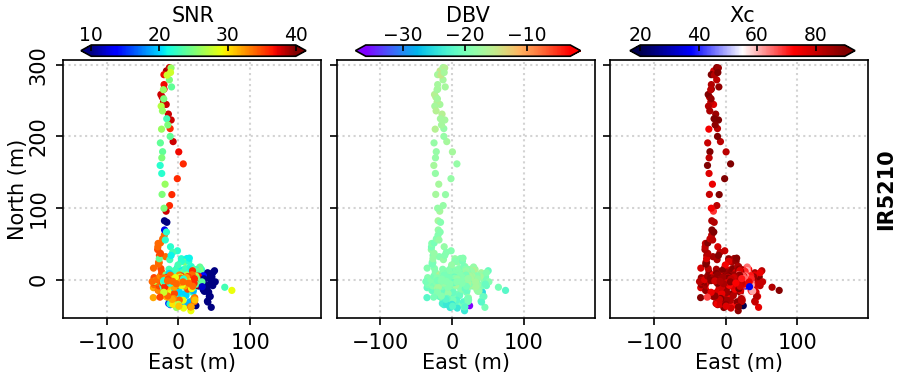 SNR DBV Xc
10 20 30 40 −30 −20 −10 20 40 60 80
300
200
100
0
North (m)
IR5210
−100 0 100 −100 0 100 −100 0 100
East (m) East (m) East (m)